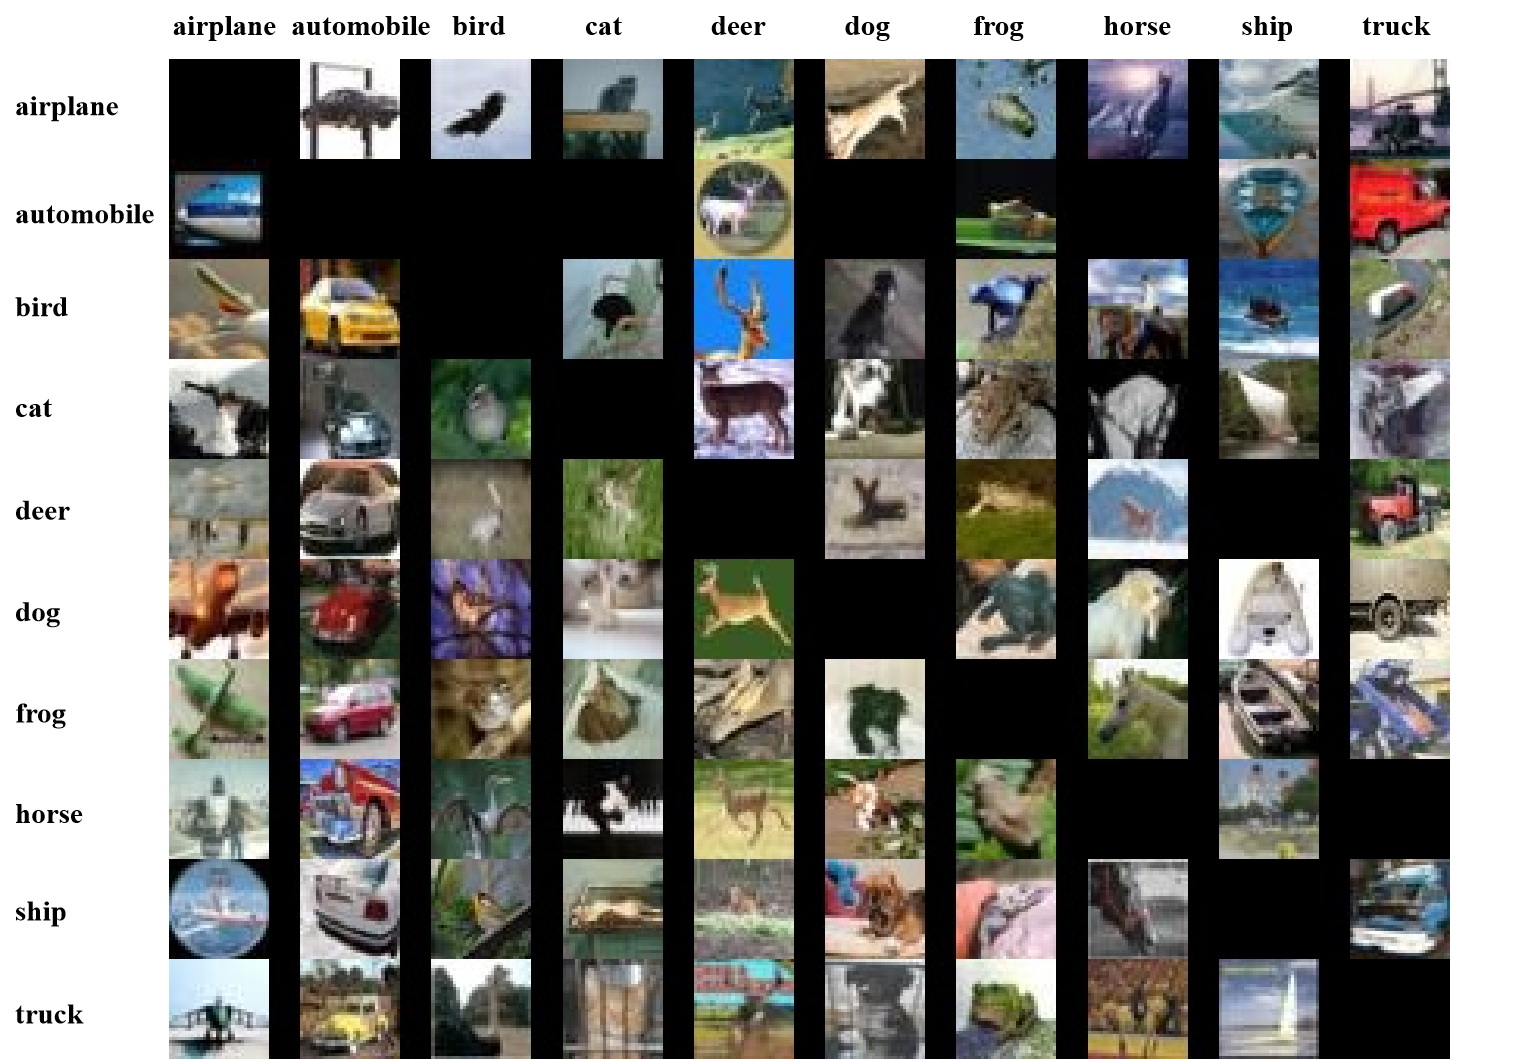 airplane automobile bird cat deer dog frog horse ship truck
airplane
automobile
bird
cat
deer
dog
frog
horse
ship
truck